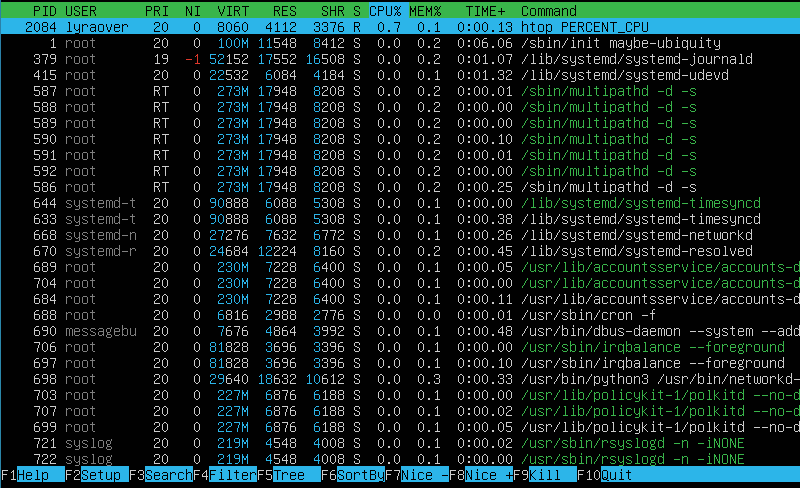 PID USER PRI NI VIRT RES SHR S CPU% MEM% TIME+ Command
2084 lyraover 20 0 8060 4112 3376 R 0.7 0.1 0:00.13 htop PERCENT_CPU
1 root 20 0 100M 11548 8412 S 0.0 0.2 0:06.06 /sbin/init maybe-ubiquity
379 root 19 -1 52152 17552 16508 S 0.0 0.2 0:01.07 /lib/systemd/systemd-journald
415 root 20 0 22532 6084 4184 S 0.0 0.1 0:01.32 /lib/systemd/systemd-udevd
587 root RT 0 273M 17948 8208 S 0.0 0.2 0:00.01 /sbin/multipathd -d -s
588 root RT 0 273M 17948 8208 S 0.0 0.2 0:00.00 /sbin/multipathd -d -s
589 root RT 0 273M 17948 8208 S 0.0 0.2 0:00.00 /sbin/multipathd -d -s
590 root RT 0 273M 17948 8208 S 0.0 0.2 0:00.10 /sbin/multipathd -d -s
591 root RT 0 273M 17948 8208 S 0.0 0.2 0:00.01 /sbin/multipathd -d -s
592 root RT 0 273M 17948 8208 S 0.0 0.2 0:00.00 /sbin/multipathd -d -s
586 root RT 0 273M 17948 8208 S 0.0 0.2 0:00.25 /sbin/multipathd -d -s
644 systemd-t 20 0 90888 6088 5308 S 0.0 0.1 0:00.00 /lib/systemd/systemd-timesyncd
633 systemd-t 20 0 90888 6088 5308 S 0.0 0.1 0:00.38 /lib/systemd/systemd-timesyncd
668 systemd-n 20 0 27276 7632 6772 S 0.0 0.1 0:00.26 /lib/systemd/systemd-networkd
670 systemd-r 20 0 24684 12224 8160 S 0.0 0.2 0:00.45 /lib/systemd/systemd-resolved
689 root 20 0 230M 7228 6400 S 0.0 0.1 0:00.05 /usr/lib/accountsservice/accounts-d
704 root 20 0 230M 7228 6400 S 0.0 0.1 0:00.00 /usr/lib/accountsservice/accounts-d
684 root 20 0 230M 7228 6400 S 0.0 0.1 0:00.11 /usr/lib/accountsservice/accounts-d
688 root 20 0 6816 2988 2776 S 0.0 0.0 0:00.01 /usr/sbin/cron -f
690 messagebu 20 0 7676 4864 3992 S 0.0 0.1 0:00.48 /usr/bin/dbus-daemon --system --add
706 root 20 0 81828 3696 3396 S 0.0 0.1 0:00.00 /usr/sbin/irqbalance --foreground
697 root 20 0 81828 3696 3396 S 0.0 0.1 0:00.10 /usr/sbin/irqbalance --foreground
698 root 20 0 29640 18632 10612 S 0.0 0.3 0:00.33 /usr/bin/python3 /usr/bin/networkd-
703 root 20 0 227M 6876 6188 S 0.0 0.1 0:00.00 /usr/lib/policykit-1/polkitd --no-d
707 root 20 0 227M 6876 6188 S 0.0 0.1 0:00.02 /usr/lib/policykit-1/polkitd --no-d
699 root 20 0 227M 6876 6188 S 0.0 0.1 0:00.05 /usr/lib/policykit-1/polkitd --no-d
721 syslog 20 0 219M 4548 4008 S 0.0 0.1 0:00.02 /usr/sbin/rsyslogd -n -iNONE
722 syslog 20 0 219M 4548 4008 S 0.0 0.1 0:00.00 /usr/sbin/rsyslogd -n -iNONE
F1Help F2Setup F3SearchF4FilterF5Tree F6SortByF7Nice -F8Nice +F9Kill F10Quit